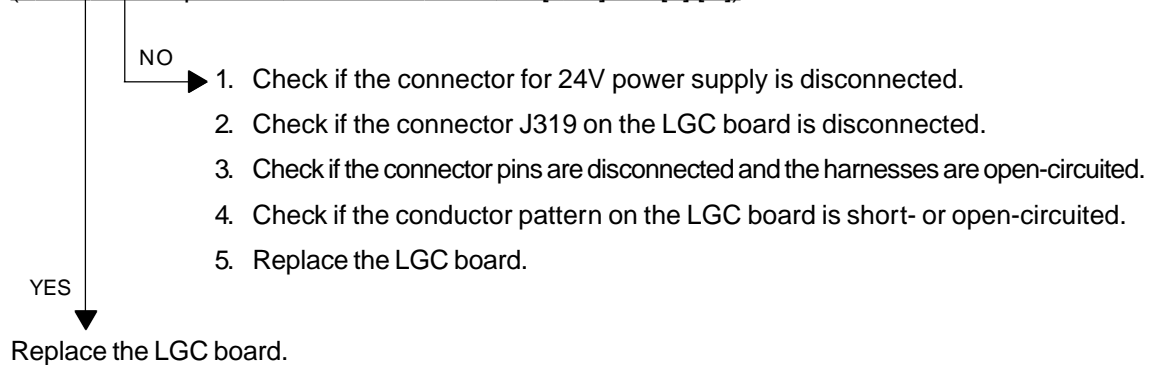 NO
1. Check if the connector for 24V power supply is disconnected.
2. Check if the connector J319 on the LGC board is disconnected.
3. Check if the connector pins are disconnected and the harnesses are open-circuited.
4. Check if the conductor pattern on the LGC board is short- or open-circuited.
5. Replace the LGC board.
YES
Replace the LGC board.